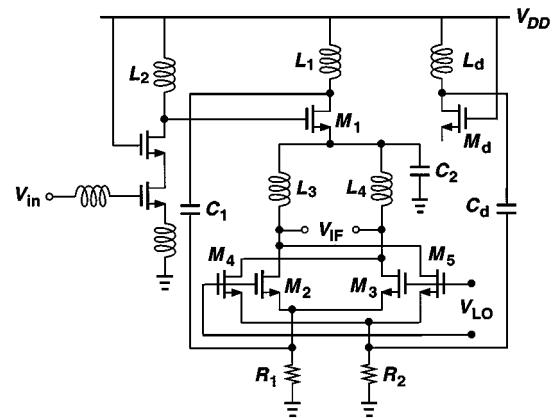 V_DD
L_2
L_1
L_d
M_1
M_d
V_in
C_1
L_3
L_4
C_2
C_d
V_IF
M_4
M_5
M_2
M_3
V_LO
R_1
R_2